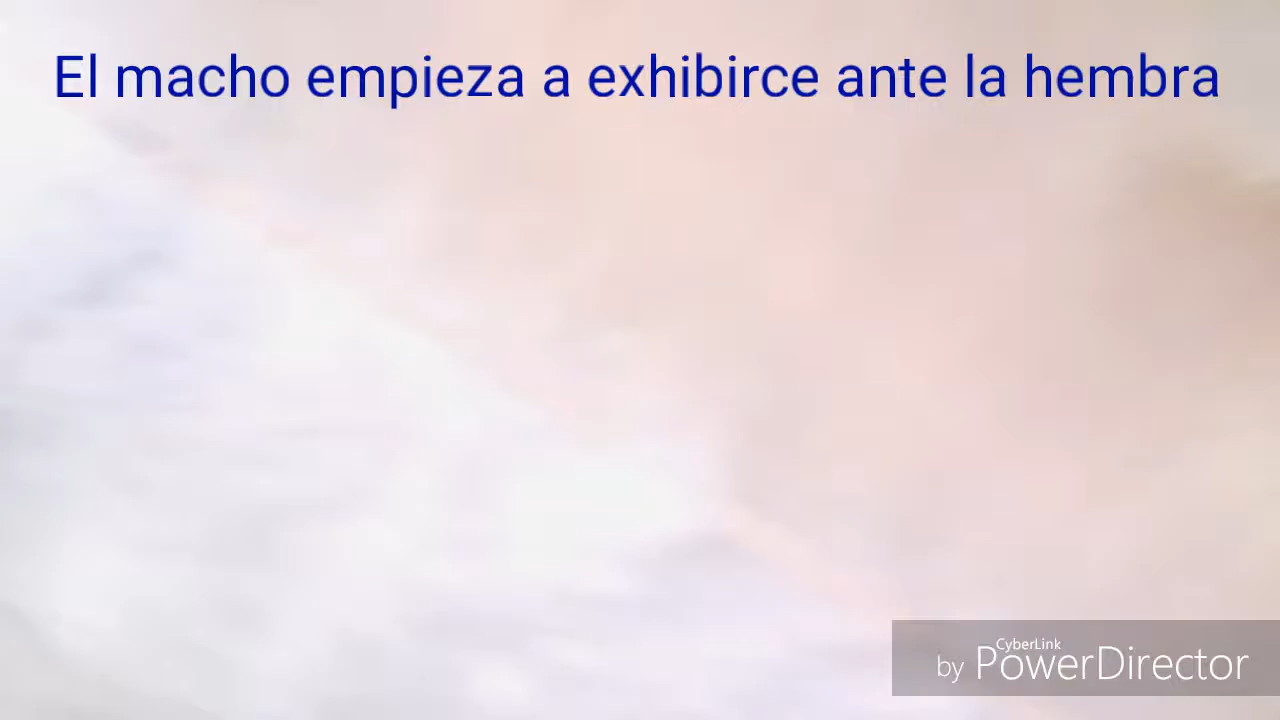 El macho empieza a exhibirce ante la hembra
CyberLink
by PowerDirector